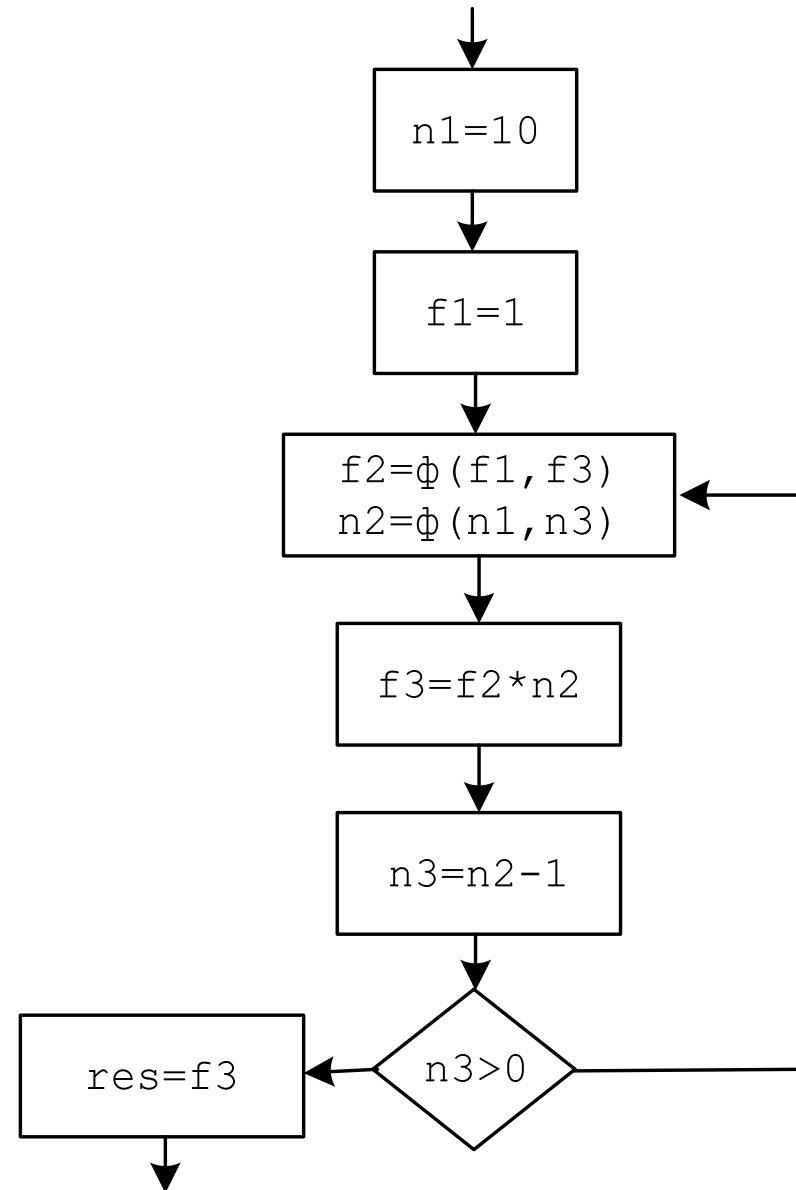 n1=10
f1=1
f2=ф(f1,f3)
n2=ф(n1,n3)
f3=f2*n2
n3=n2-1
n3>0
res=f3